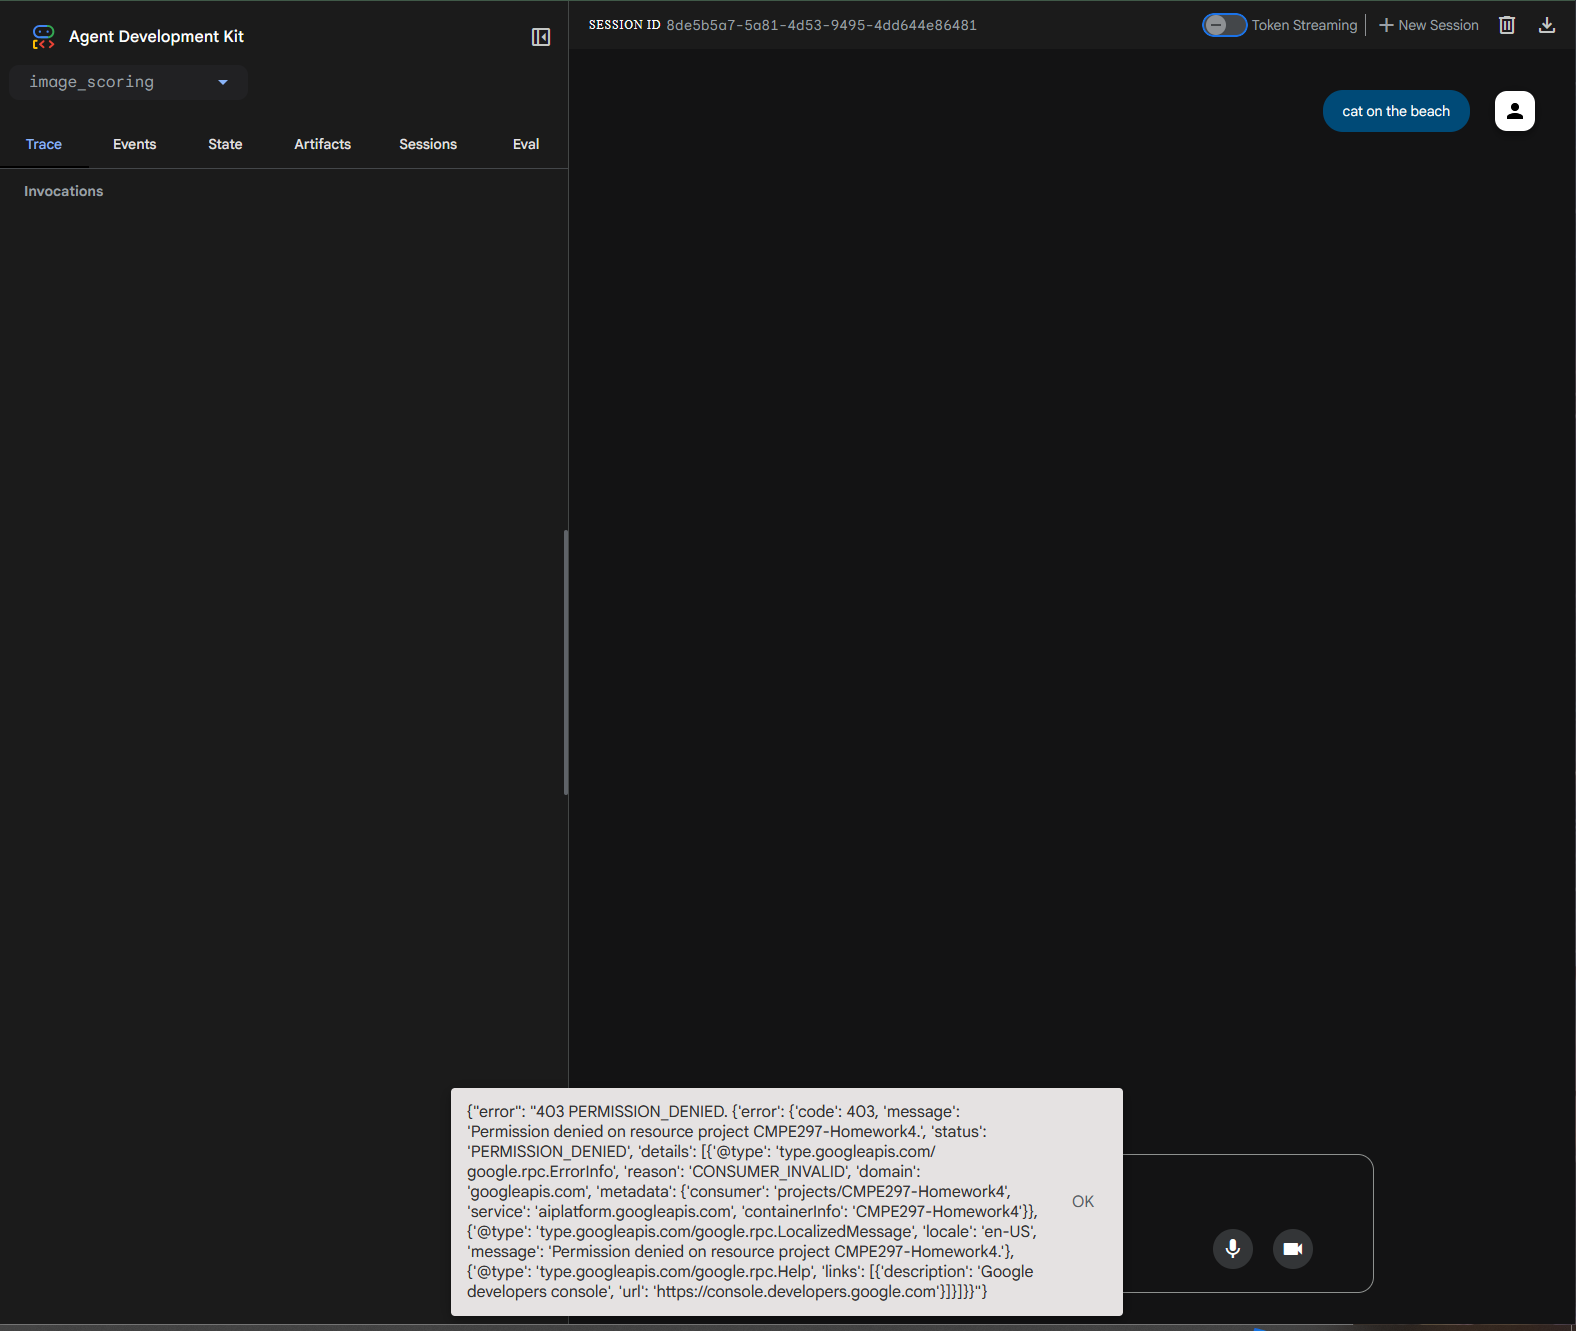 Agent Development Kit
image_scoring
Trace
Events
State
Artifacts
Sessions
Eval
Invocations
SESSION ID 8de5b5a7-5a81-4d53-9495-4dd644e86481
Token Streaming
New Session
cat on the beach
{"error": "403 PERMISSION_DENIED. {'error': {'code': 403, 'message':
'Permission denied on resource project CMPE297-Homework4.', 'status':
'PERMISSION_DENIED', 'details': [{'@type': 'type.googleapis.com/
google.rpc.ErrorInfo', 'reason': 'CONSUMER_INVALID', 'domain':
'googleapis.com', 'metadata': {'consumer': 'projects/CMPE297-Homework4',
'service': 'aiplatform.googleapis.com', 'containerInfo': 'CMPE297-Homework4'}},
{'@type': 'type.googleapis.com/google.rpc.LocalizedMessage', 'locale': 'en-US',
'message': 'Permission denied on resource project CMPE297-Homework4.'},
{'@type': 'type.googleapis.com/google.rpc.Help', 'links': [{'description': 'Google
developers console', 'url': 'https://console.developers.google.com'}]}]}}"}
OK